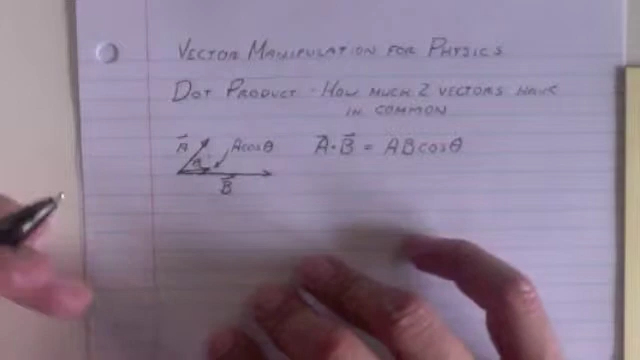 VECTOR MANIPULATION FOR PHYSICS
DOT PRODUCT - HOW MUCH 2 VECTORS HAVE
IN COMMON
A⃗ Acosθ A⃗·B⃗ = ABcosθ
θ
B⃗